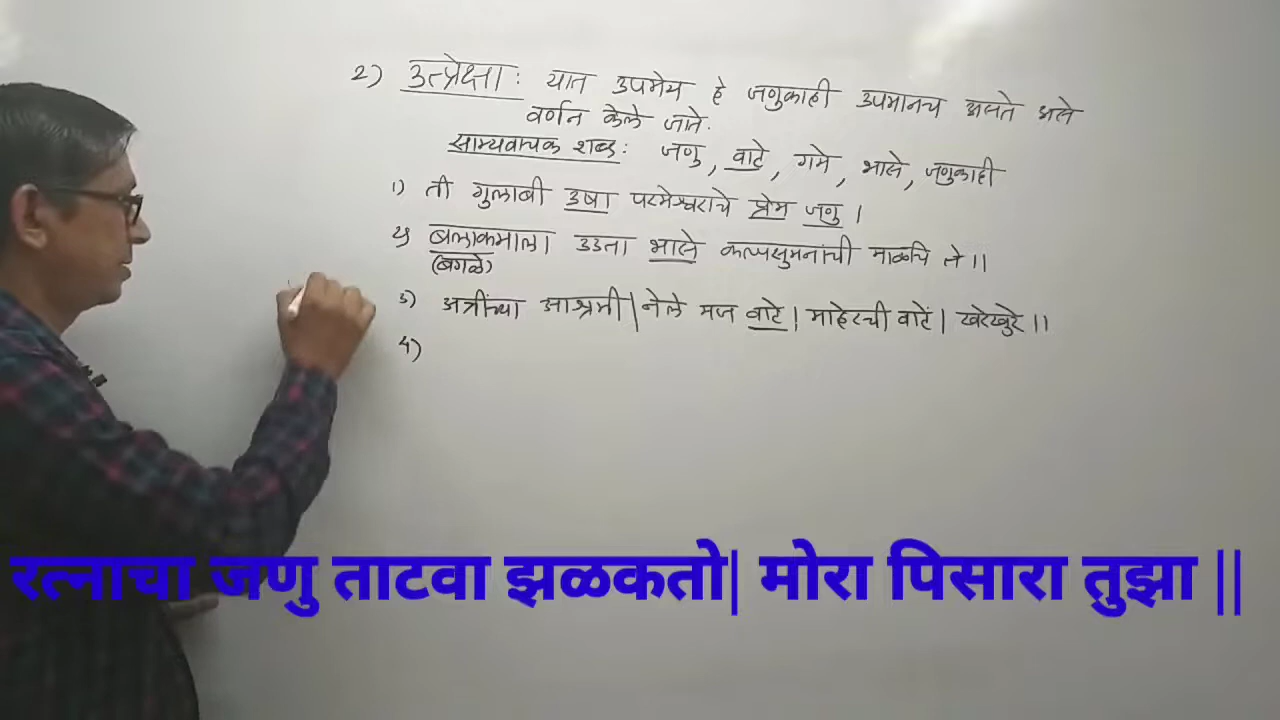 २) उत्प्रेक्षा : यात उपमेय हे जणुकाही उपमानच असते असे
वर्णन केले जाते.
साम्यवाचक शब्द : जणु, वाटे, गमे, भासे, जणुकाही
१) ती गुलाबी उषा परमेश्वराचे प्रेम जणु ।
२) बलाकमाला उडता भासे कल्पसुमनांची माळचि ते ।।
(बगळे)
३) अत्रींच्या आश्रमी | नेले मज वाटे | माहेरची वाटें | खरेखुरे ।।
४)
रत्नाचा जणु ताटवा झळकतो| मोरा पिसारा तुझा ||